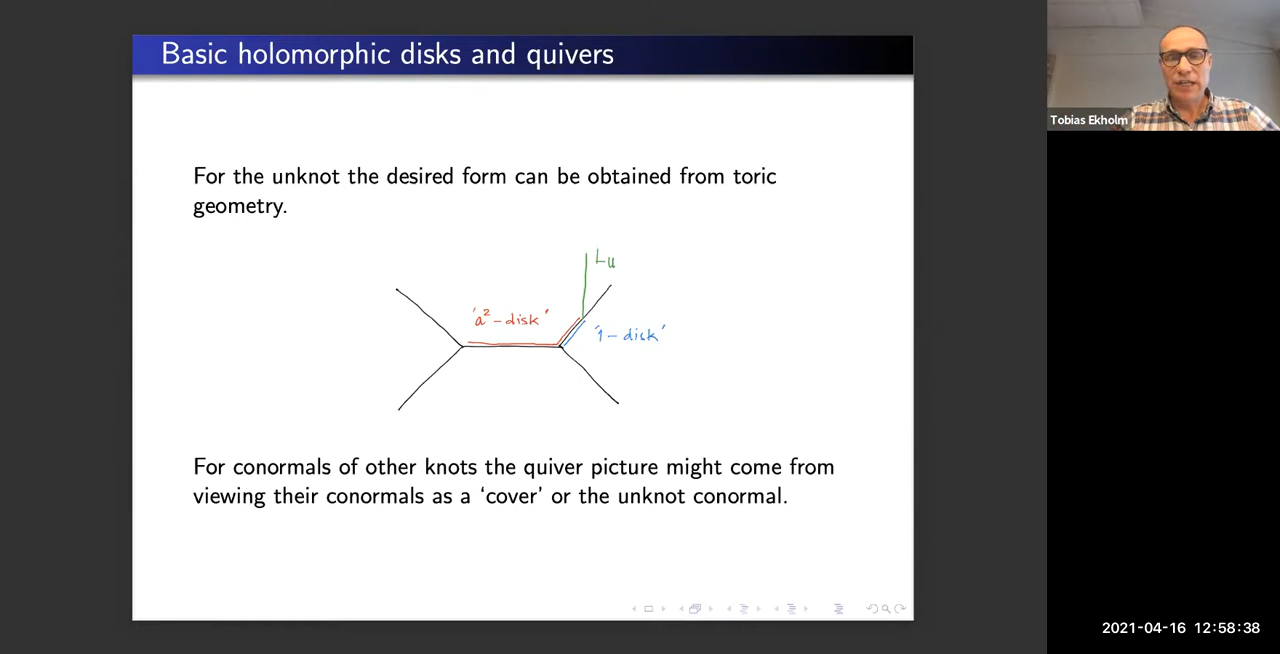 Basic holomorphic disks and quivers
For the unknot the desired form can be obtained from toric
geometry.
L_U
'a² - disk'
'1 - disk'
For conormals of other knots the quiver picture might come from
viewing their conormals as a 'cover' or the unknot conormal.
Tobias Ekholm
2021-04-16 12:58:38